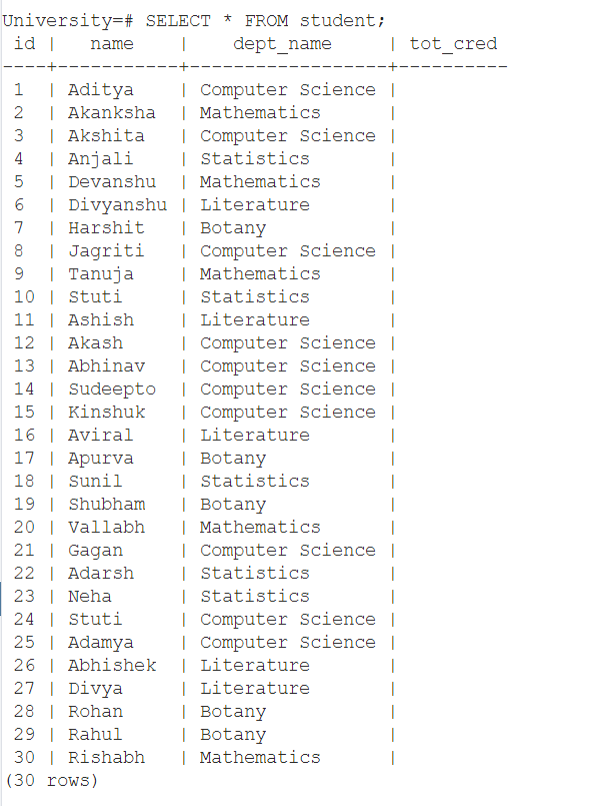 University=# SELECT * FROM student;
 id |   name    |    dept_name     | tot_cred
----+-----------+------------------+----------
 1  | Aditya    | Computer Science |
 2  | Akanksha  | Mathematics      |
 3  | Akshita   | Computer Science |
 4  | Anjali    | Statistics       |
 5  | Devanshu  | Mathematics      |
 6  | Divyanshu | Literature       |
 7  | Harshit   | Botany           |
 8  | Jagriti   | Computer Science |
 9  | Tanuja    | Mathematics      |
 10 | Stuti     | Statistics       |
 11 | Ashish    | Literature       |
 12 | Akash     | Computer Science |
 13 | Abhinav   | Computer Science |
 14 | Sudeepto  | Computer Science |
 15 | Kinshuk   | Computer Science |
 16 | Aviral    | Literature       |
 17 | Apurva    | Botany           |
 18 | Sunil     | Statistics       |
 19 | Shubham   | Botany           |
 20 | Vallabh   | Mathematics      |
 21 | Gagan     | Computer Science |
 22 | Adarsh    | Statistics       |
 23 | Neha      | Statistics       |
 24 | Stuti     | Computer Science |
 25 | Adamya    | Computer Science |
 26 | Abhishek  | Literature       |
 27 | Divya     | Literature       |
 28 | Rohan     | Botany           |
 29 | Rahul     | Botany           |
 30 | Rishabh   | Mathematics      |
(30 rows)